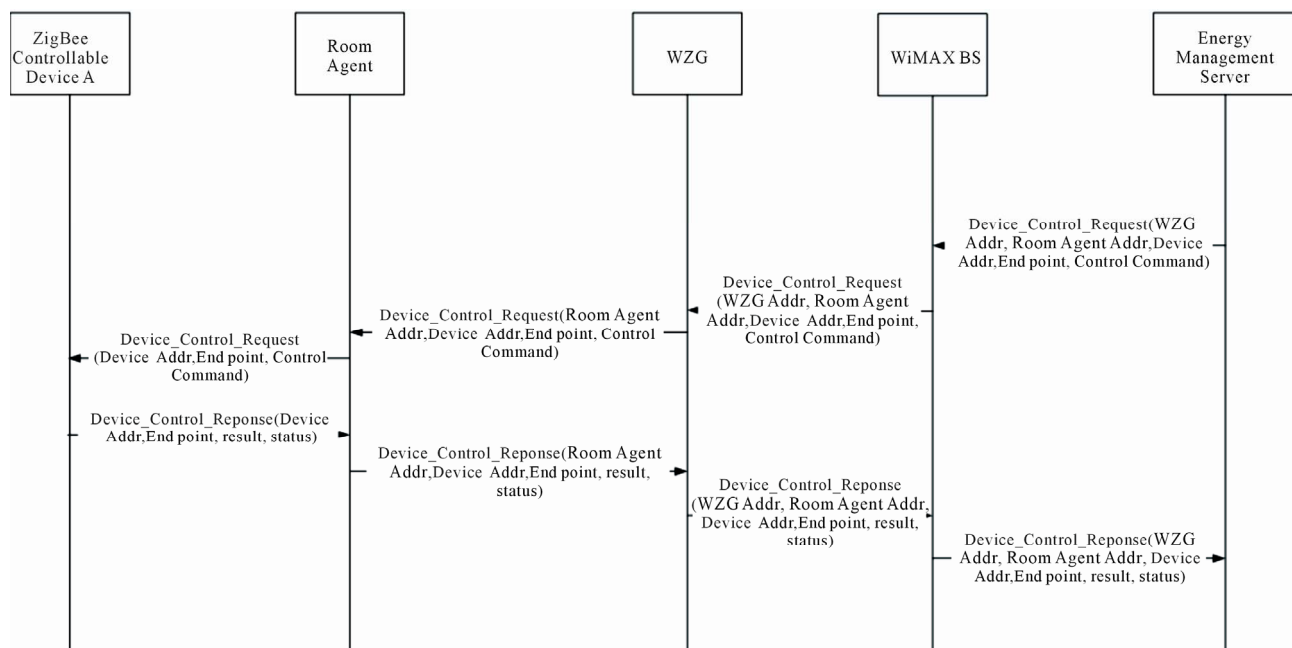 ZigBee
Controllable
Device A
Room
Agent
WZG
WiMAX BS
Energy
Management
Server
Device_Control_Request(WZG
Addr, Room Agent Addr,Device
Addr,End point, Control Command)
Device_Control_Request
(WZG Addr, Room Agent
Addr,Device Addr,End point,
Control Command)
Device_Control_Request(Room Agent
Addr,Device Addr,End point, Control
Command)
Device_Control_Request
(Device Addr,End point, Control
Command)
Device_Control_Reponse(Device
Addr,End point, result, status)
Device_Control_Reponse(Room Agent
Addr,Device Addr,End point, result,
status)
Device_Control_Reponse
(WZG Addr, Room Agent Addr,
Device Addr,End point, result,
status)
Device_Control_Reponse(WZG
Addr, Room Agent Addr, Device
Addr,End point, result, status)